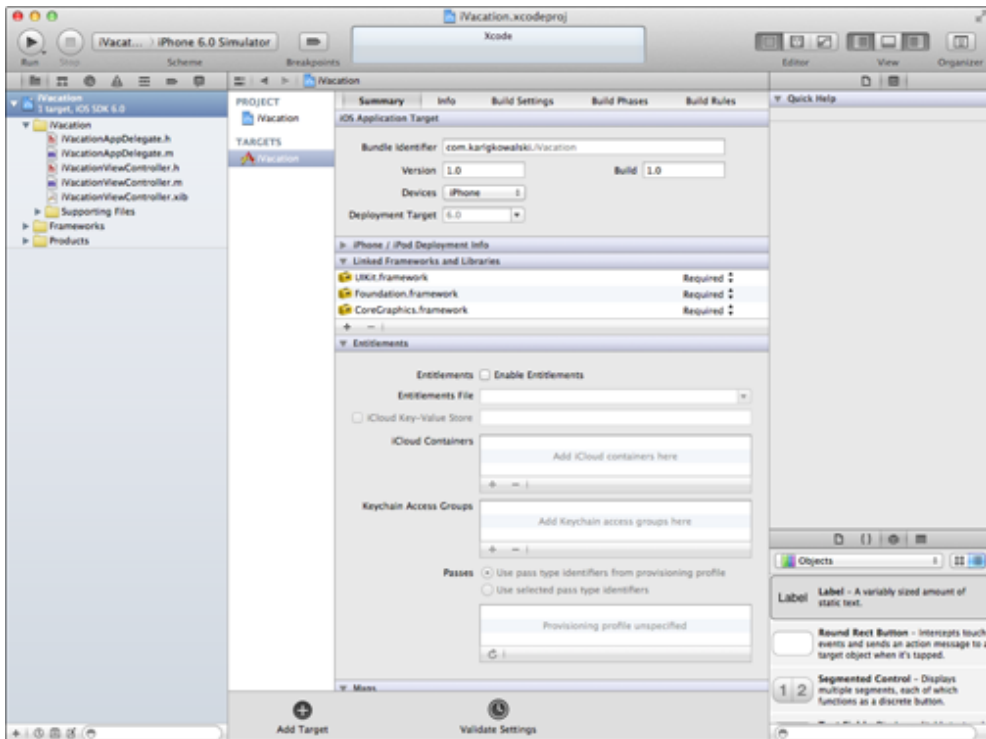 iVacation.xcodeproj
iVacat... iPhone 6.0 Simulator
Xcode
Run Stop Scheme Breakpoints Editor View Organizer
iVacation
iVacation
1 target, iOS SDK 6.0
iVacation
iVacationAppDelegate.h
iVacationAppDelegate.m
iVacationViewController.h
iVacationViewController.m
iVacationViewController.xib
Supporting Files
Frameworks
Products
PROJECT
iVacation
TARGETS
iVacation
Summary Info Build Settings Build Phases Build Rules
iOS Application Target
Bundle Identifier com.karlgkowalski.iVacation
Version 1.0 Build 1.0
Devices iPhone
Deployment Target 6.0
iPhone / iPod Deployment Info
Linked Frameworks and Libraries
UIKit.framework Required
Foundation.framework Required
CoreGraphics.framework Required
Entitlements
Entitlements Enable Entitlements
Entitlements File
iCloud Key-Value Store
iCloud Containers
Add iCloud containers here
Keychain Access Groups
Add Keychain access groups here
Passes Use pass type identifiers from provisioning profile
Use selected pass type identifiers
Provisioning profile unspecified
Maps
Add Target Validate Settings
Quick Help
Objects
Label Label - A variably sized amount of
static text.
Round Rect Button - Intercepts touch
events and sends an action message to a
target object when it's tapped.
1 2 Segmented Control - Displays
multiple segments, each of which
functions as a discrete button.